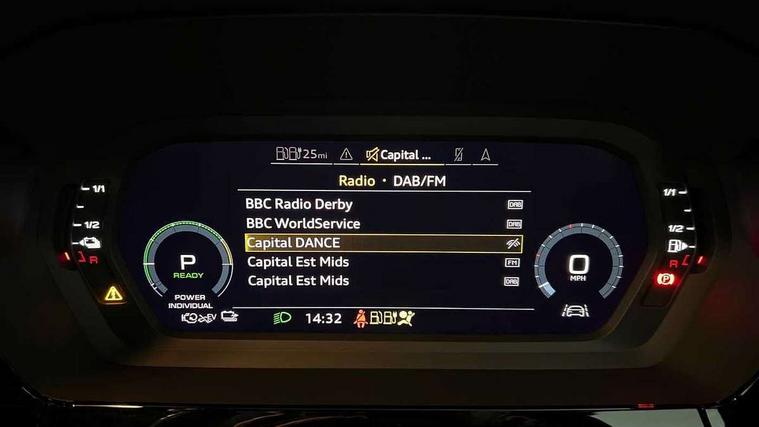 25mi Capital ...
Radio · DAB/FM
BBC Radio Derby DAB
BBC WorldService DAB
Capital DANCE
Capital Est Mids FM
Capital Est Mids DAB
1/1
1/2
R
P
READY
POWER
INDIVIDUAL
EV
14:32
0
MPH
1/1
1/2
R
P